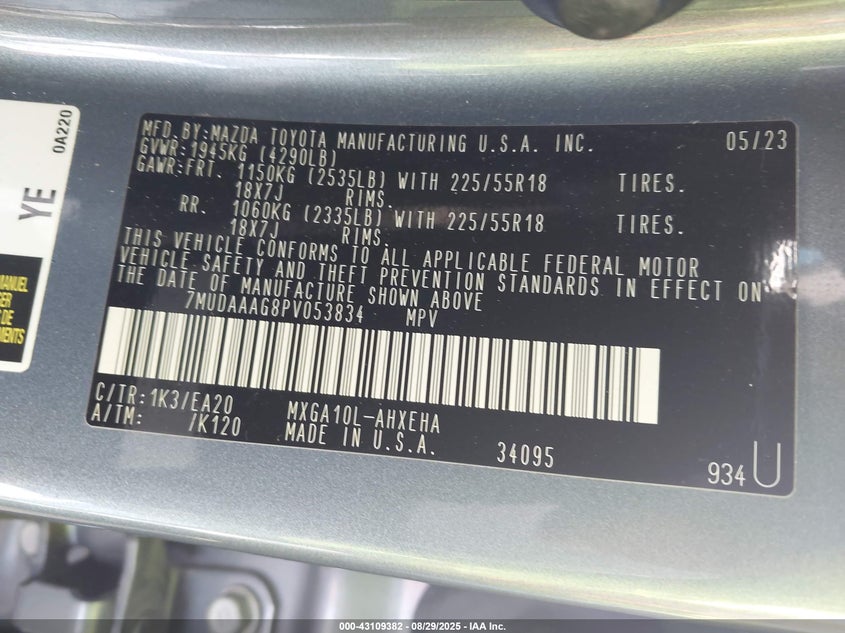 0A220
YE
MANUEL
DE
MENTS
MFD.BY:MAZDA TOYOTA MANUFACTURING U.S.A. INC. 05/23
GVWR:1945KG (4290LB)
GAWR:FRT. 1150KG (2535LB) WITH 225/55R18 TIRES.
18X7J RIMS.
RR. 1060KG (2335LB) WITH 225/55R18 TIRES.
18X7J RIMS.
THIS VEHICLE CONFORMS TO ALL APPLICABLE FEDERAL MOTOR
VEHICLE SAFETY AND THEFT PREVENTION STANDARDS IN EFFECT ON
THE DATE OF MANUFACTURE SHOWN ABOVE
7MUDAAAG8PV053834 MPV
C/TR:1K3/EA20 MXGA10L-AHXEHA
A/TM: /K120 MADE IN U.S.A. 34095
934 U
000-43109382 - 08/29/2025 - IAA Inc.